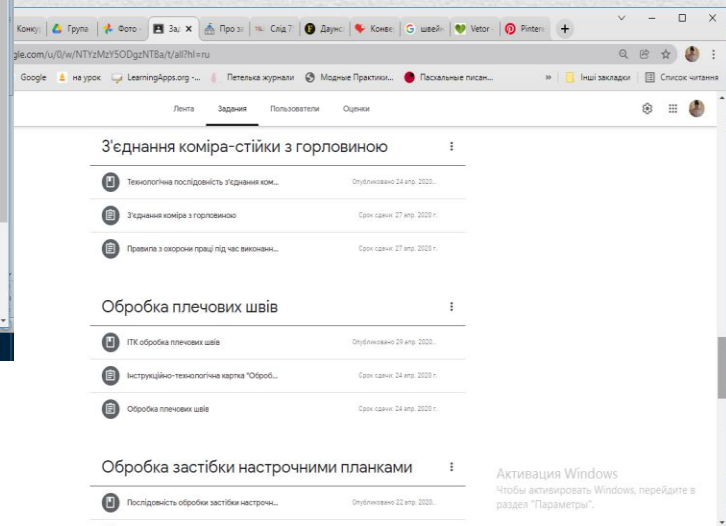 Конку Група Фото - За, × Про за Слід 7 Даунс Конве швей Vetor Pintere +
gle.com/u/0/w/NTYzMzY5ODgzNTBa/t/all?hl=ru
Google на урок LearningApps.org -... Петелька журнали Модные Практики... Пасхальные писан... » Інші закладки Список читання
Лента Задания Пользователи Оценки
З'єднання коміра-стійки з горловиною
Технологічна послідовність з'єднання ком... Опубликовано 24 апр. 2020...
З'єднання коміра з горловиною Срок сдачи: 27 апр. 2020 г.
Правила з охорони праці під час виконанн... Срок сдачи: 27 апр. 2020 г.
Обробка плечових швів
ІТК обробка плечових швів Опубликовано 29 апр. 2020...
Інструкційно-технологічна картка "Оброб... Срок сдачи: 24 апр. 2020 г.
Обробка плечових швів Срок сдачи: 24 апр. 2020 г.
Обробка застібки настрочними планками
Активация Windows
Чтобы активировать Windows, перейдите в
раздел "Параметры".
Послідовність обробки застібки настрочн... Опубликовано 22 апр. 2020...